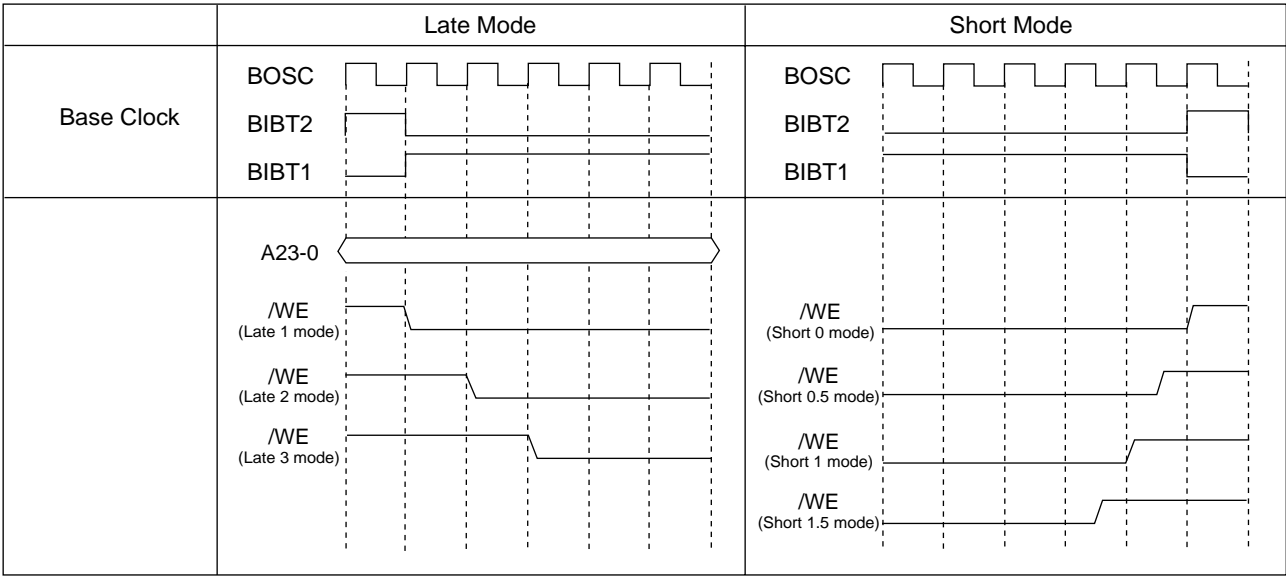 Late Mode
Short Mode
Base Clock
BOSC
BIBT2
BIBT1
BOSC
BIBT2
BIBT1
A23-0
/WE
(Late 1 mode)
/WE
(Late 2 mode)
/WE
(Late 3 mode)
/WE
(Short 0 mode)
/WE
(Short 0.5 mode)
/WE
(Short 1 mode)
/WE
(Short 1.5 mode)